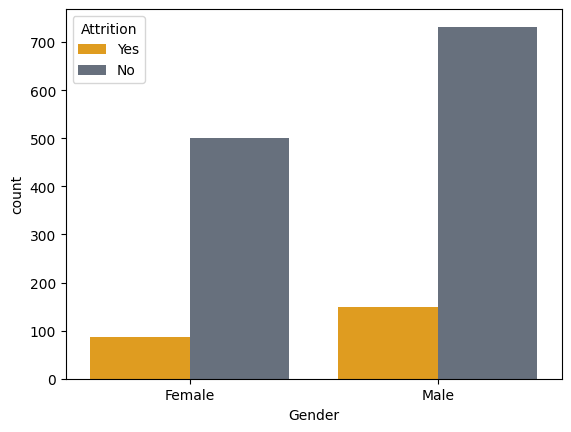 Attrition
Yes
No
700
600
500
400
300
200
100
0
count
Female
Male
Gender